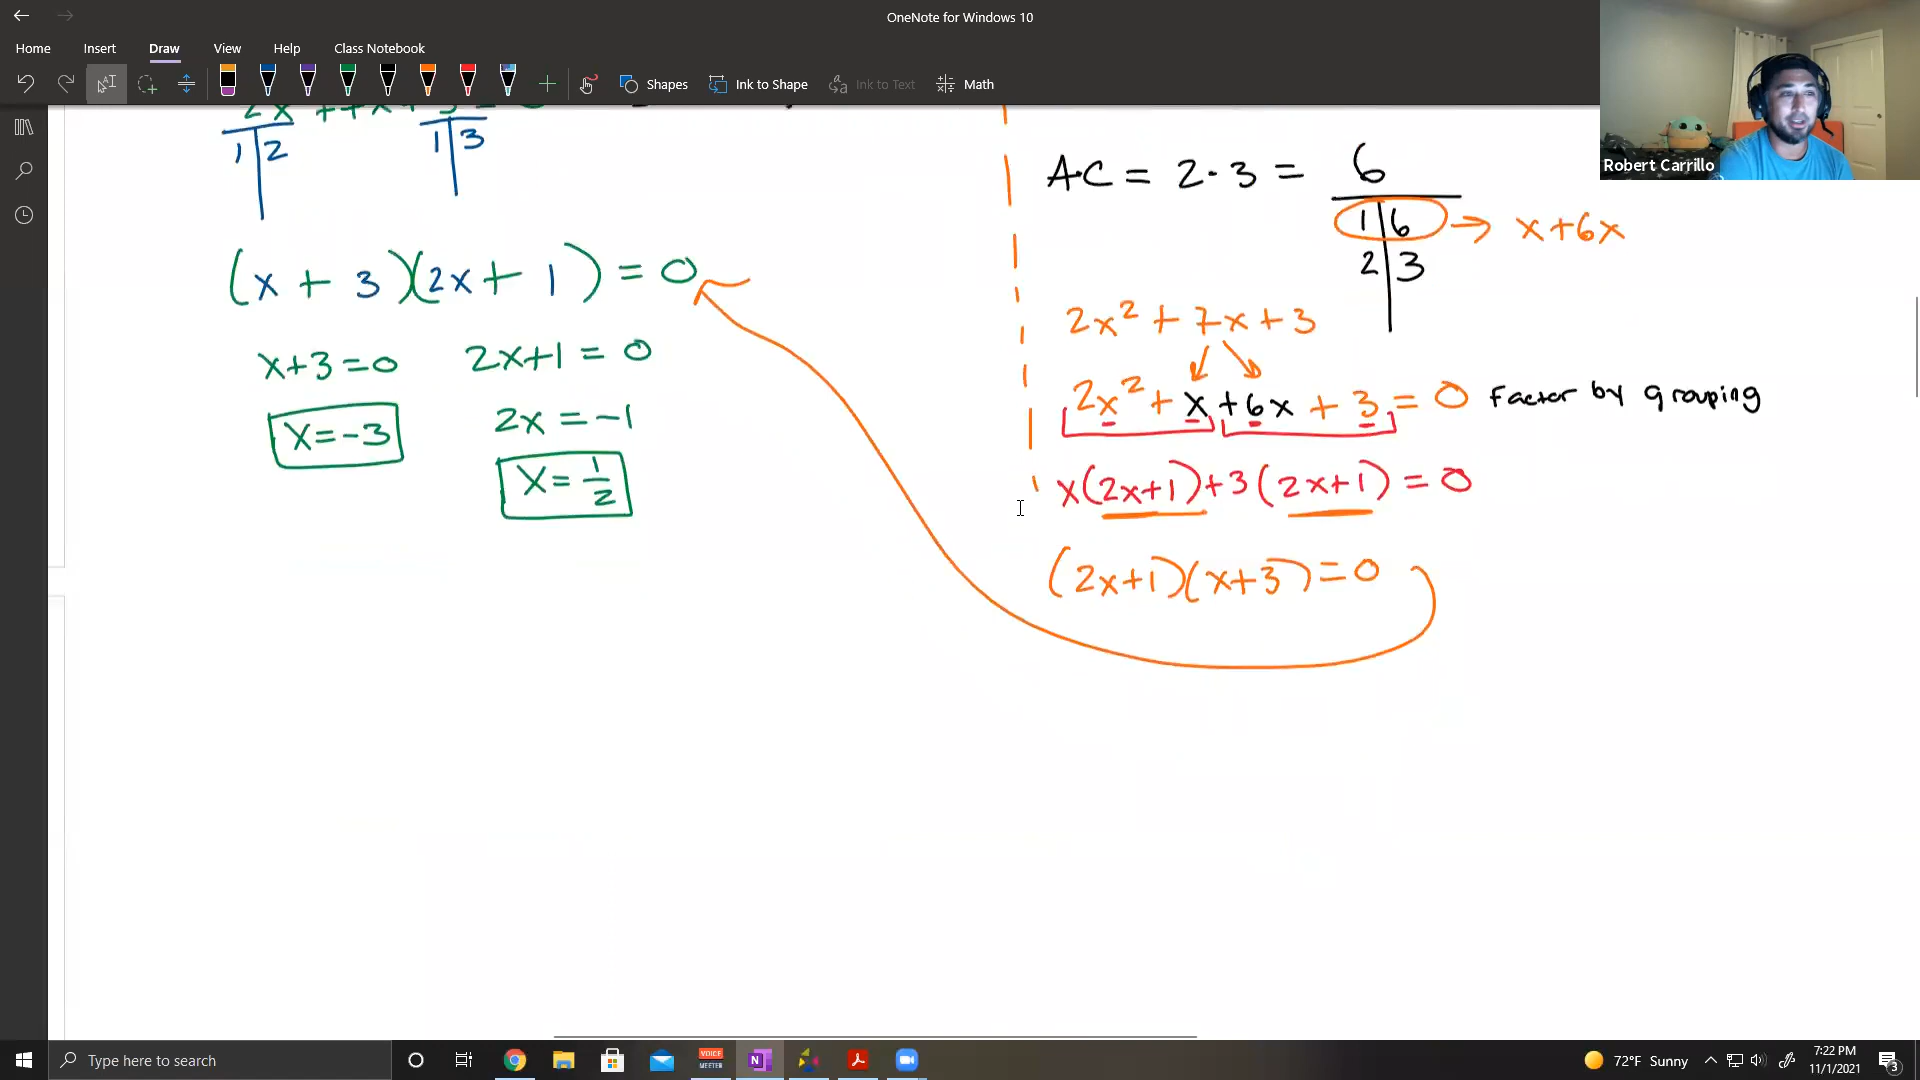 OneNote for Windows 10
Home Insert Draw View Help Class Notebook
Shapes Ink to Shape Ink to Text Math
Robert Carrillo
1 2 1 3
(x + 3)(2x + 1) = 0
x+3=0 2x+1 = 0
x=-3 2x = -1
x= 1/2
A·C = 2·3 = 6
1 6 → x+6x
2 3
2x² + 7x + 3
2x² + x + 6x + 3 = 0 Factor by grouping
x(2x+1)+3(2x+1) = 0
(2x+1)(x+3)=0
Type here to search
VOICE
MEETER
N
72°F Sunny
7:22 PM
11/1/2021
3